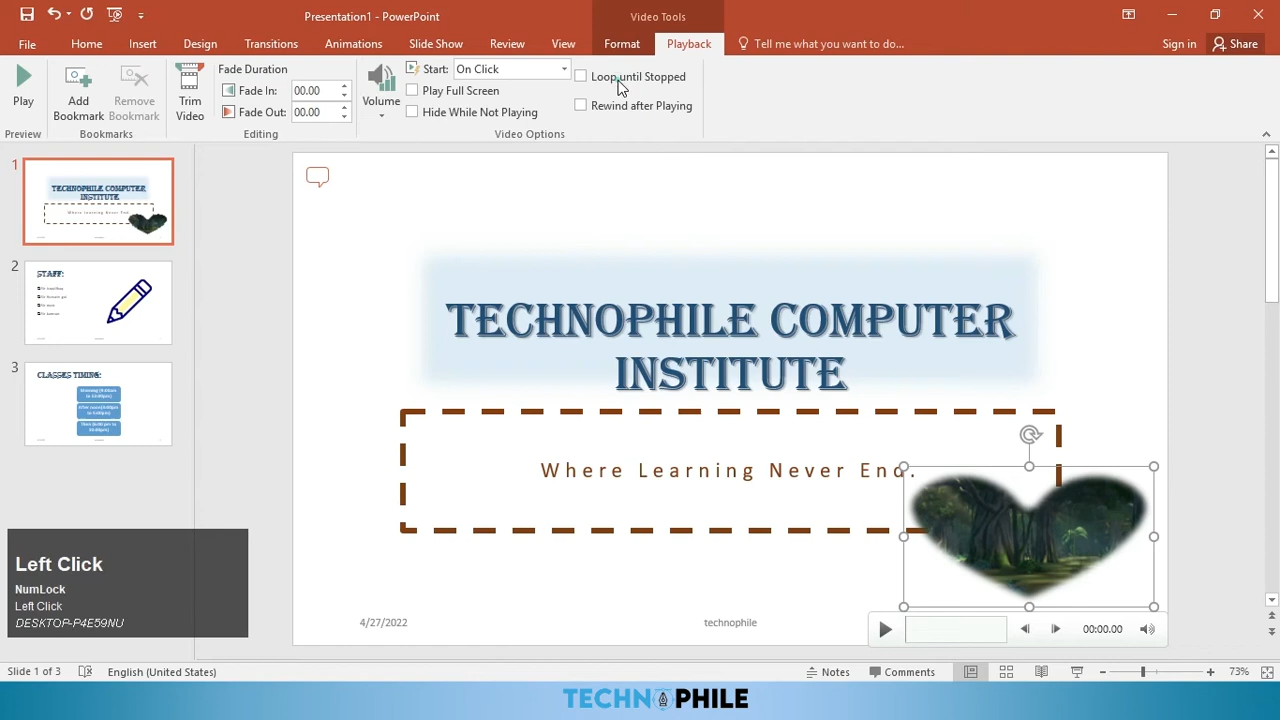 Presentation1 - PowerPoint
Video Tools
File
Home
Insert
Design
Transitions
Animations
Slide Show
Review
View
Format
Playback
Tell me what you want to do...
Sign in
Share
Play
Add Bookmark
Remove Bookmark
Trim Video
Fade Duration
Fade In: 00.00
Fade Out: 00.00
Volume
Start: On Click
Play Full Screen
Hide While Not Playing
Loop until Stopped
Rewind after Playing
Preview
Bookmarks
Editing
Video Options
1
TECHNOPHILE COMPUTER
INSTITUTE
Where Learning Never End.
2
STAFF:
3
CLASSES TIMING:
TECHNOPHILE COMPUTER
INSTITUTE
Where Learning Never End.
4/27/2022
technophile
00:00.00
Left Click
NumLock
Left Click
DESKTOP-P4E59NU
Slide 1 of 3
English (United States)
Notes
Comments
73%
TECHNOPHILE